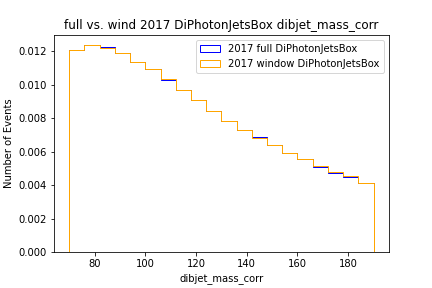 full vs. wind 2017 DiPhotonJetsBox dibjet_mass_corr
2017 full DiPhotonJetsBox
2017 window DiPhotonJetsBox
Number of Events
0.012
0.010
0.008
0.006
0.004
0.002
0.000
80 100 120 140 160 180
dibjet_mass_corr